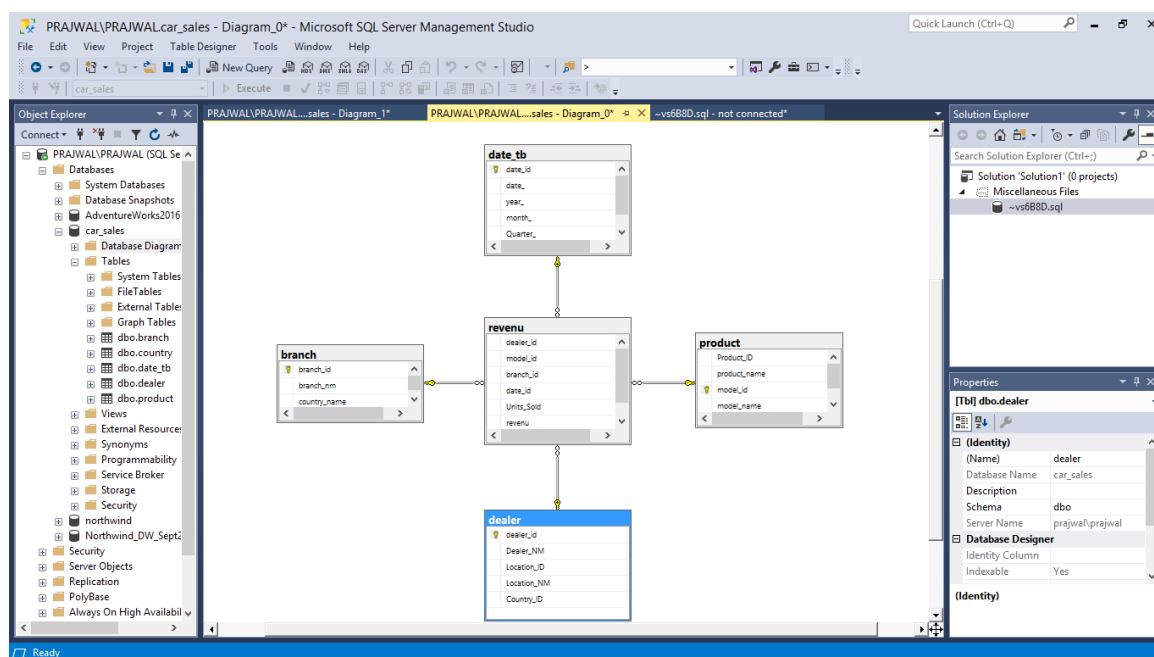 PRAJWAL\PRAJWAL.car_sales - Diagram_0* - Microsoft SQL Server Management Studio
Quick Launch (Ctrl+Q)
File Edit View Project Table Designer Tools Window Help
New Query
MDX DMX XMLA DAX
car_sales
Execute
Object Explorer
PRAJWAL\PRAJWAL....sales - Diagram_1*
PRAJWAL\PRAJWAL....sales - Diagram_0*
~vs6B8D.sql - not connected*
Solution Explorer
Connect
PRAJWAL\PRAJWAL (SQL Se
Databases
System Databases
Database Snapshots
AdventureWorks2016
car_sales
Database Diagram
Tables
System Tables
FileTables
External Tables
Graph Tables
dbo.branch
dbo.country
dbo.date_tb
dbo.dealer
dbo.product
Views
External Resources
Synonyms
Programmability
Service Broker
Storage
Security
northwind
Northwind_DW_Sept2
Security
Server Objects
Replication
PolyBase
Always On High Availabil
date_tb
date_id
date_
year_
month_
Quarter_
revenu
dealer_id
model_id
branch_id
date_id
Units_Sold
revenu
branch
branch_id
branch_nm
country_name
product
Product_ID
product_name
model_id
model_name
dealer
dealer_id
Dealer_NM
Location_ID
Location_NM
Country_ID
Search Solution Explorer (Ctrl+;)
Solution 'Solution1' (0 projects)
Miscellaneous Files
~vs6B8D.sql
Properties
[Tbl] dbo.dealer
(Identity)
(Name) dealer
Database Name car_sales
Description
Schema dbo
Server Name prajwal\prajwal
Database Designer
Identity Column
Indexable Yes
(Identity)
Ready